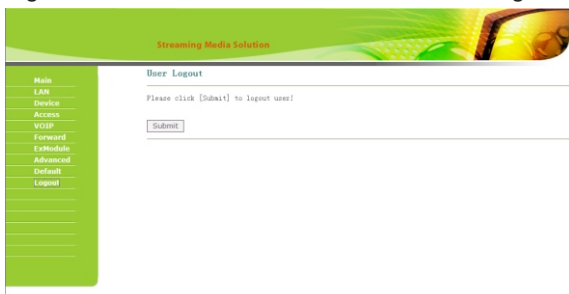 Streaming Media Solution
User Logout
Please click [Submit] to logout user!
Submit
Main
LAN
Device
Access
VOIP
Forward
ExModule
Advanced
Default
Logout